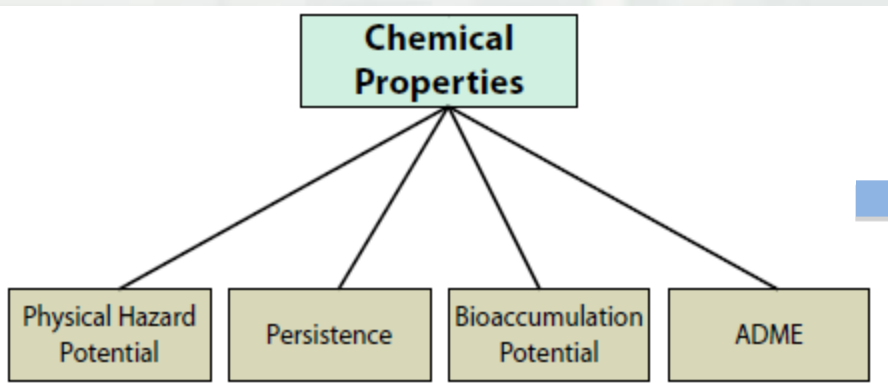 Chemical
Properties
Physical Hazard
Potential
Persistence
Bioaccumulation
Potential
ADME